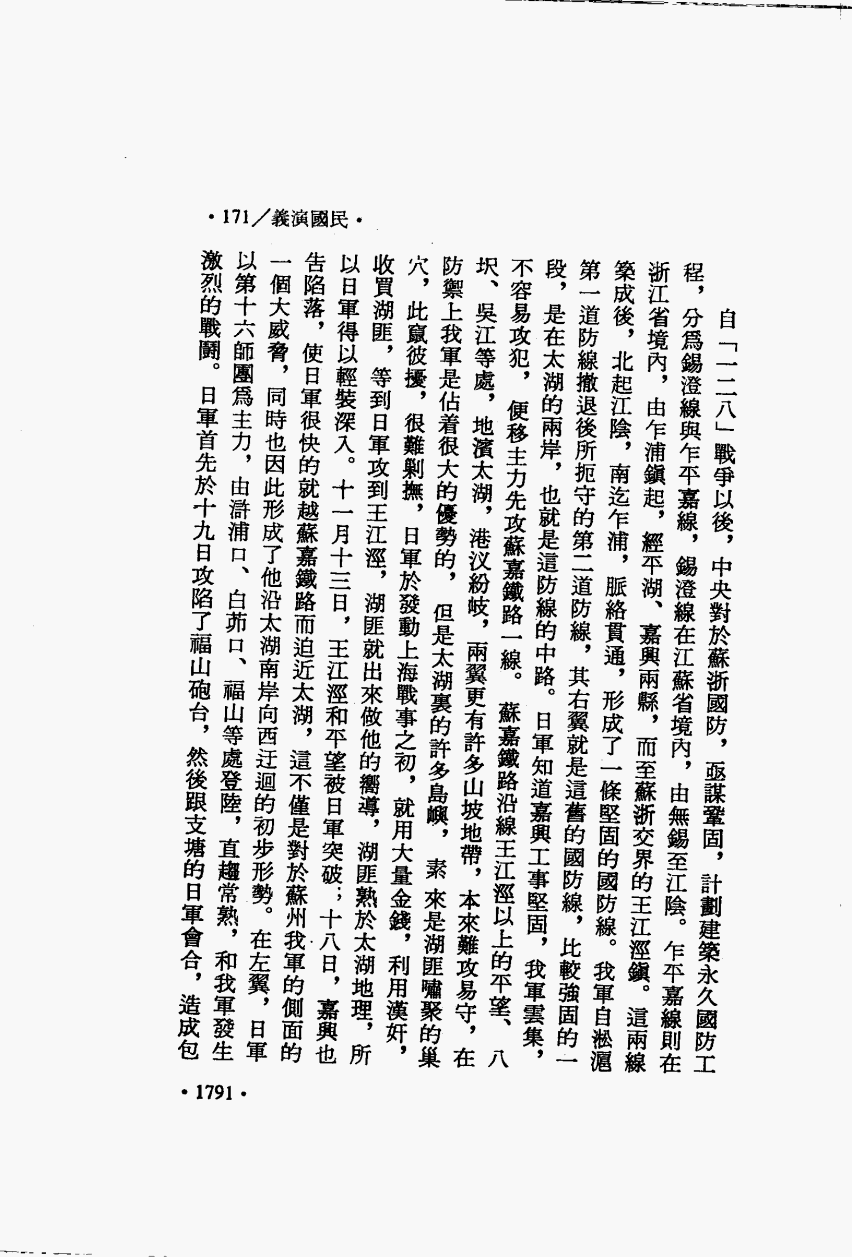 •171/義演國民•
自「一二八」戰爭以後，中央對於蘇浙國防，亟謀鞏固，計劃建築永久國防工
程，分爲錫澄線與乍平嘉線，錫澄線在江蘇省境內，由無錫至江陰。乍平嘉線則在
浙江省境內，由乍浦鎭起，經平湖、嘉興兩縣，而至蘇浙交界的王江涇鎭。這兩線
築成後，北起江陰，南迄乍浦，脈絡貫通，形成了一條堅固的國防線。我軍自淞滬
第一道防線撤退後所扼守的第二道防線，其右翼就是這舊的國防線，比較強固的一
段，是在太湖的兩岸，也就是這防線的中路。日軍知道嘉興工事堅固，我軍雲集，
不容易攻犯，便移主力先攻蘇嘉鐵路一線。蘇嘉鐵路沿線王江涇以上的平望、八
坼、吳江等處，地濱太湖，港汊紛岐，兩翼更有許多山坡地帶，本來難攻易守，在
防禦上我軍是佔着很大的優勢的，但是太湖裏的許多島嶼，素來是湖匪嘯聚的巢
穴，此竄彼擾，很難剿撫，日軍於發動上海戰事之初，就用大量金錢，利用漢奸，
收買湖匪，等到日軍攻到王江涇，湖匪就出來做他的嚮導，湖匪熟於太湖地理，所
以日軍得以輕裝深入。十一月十三日，王江涇和平望被日軍突破；十八日，嘉興也
告陷落，使日軍很快的就越蘇嘉鐵路而迫近太湖，這不僅是對於蘇州我軍的側面的
一個大威脅，同時也因此形成了他沿太湖南岸向西迂迴的初步形勢。在左翼，日軍
以第十六師團爲主力，由滸浦口、白茆口、福山等處登陸，直趨常熟，和我軍發生
激烈的戰鬪。日軍首先於十九日攻陷了福山砲台，然後跟支塘的日軍會合，造成包
•1791•